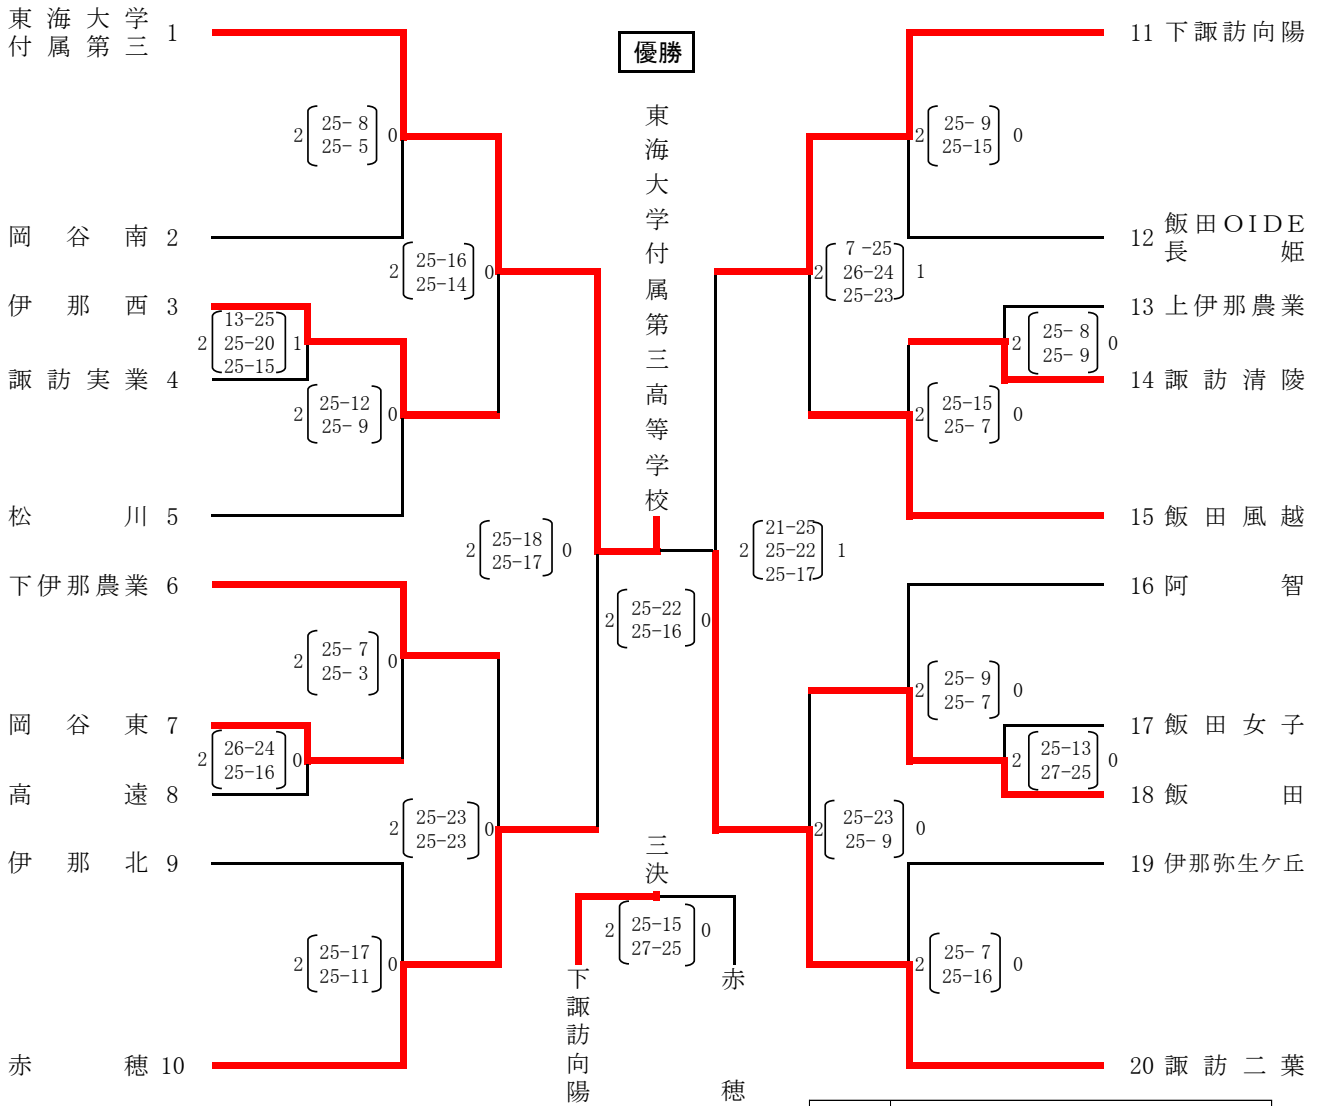 東海大学
付属第三 1
岡谷南 2
伊那西 3
諏訪実業 4
松川 5
下伊那農業 6
岡谷東 7
高遠 8
伊那北 9
赤穂 10
2 25-8 0
25-5
2 25-16 0
25-14
2 13-25 1
25-20
25-15
2 25-12 0
25-9
2 25-18 0
25-17
2 25-7 0
25-3
2 26-24 0
25-16
2 25-23 0
25-23
2 25-17 0
25-11
優勝
東海大学付属第三高等学校
2 25-22 0
25-16
三決
2 25-15 0
27-25
下諏訪向陽
赤穂
2 25-9 0
25-15
2 7-25 1
26-24
25-23
2 25-8 0
25-9
2 25-15 0
25-7
2 21-25 1
25-22
25-17
2 25-9 0
25-7
2 25-13 0
27-25
2 25-23 0
25-9
2 25-7 0
25-16
11 下諏訪向陽
12 飯田OIDE
長姫
13 上伊那農業
14 諏訪清陵
15 飯田風越
16 阿智
17 飯田女子
18 飯田
19 伊那弥生ケ丘
20 諏訪二葉